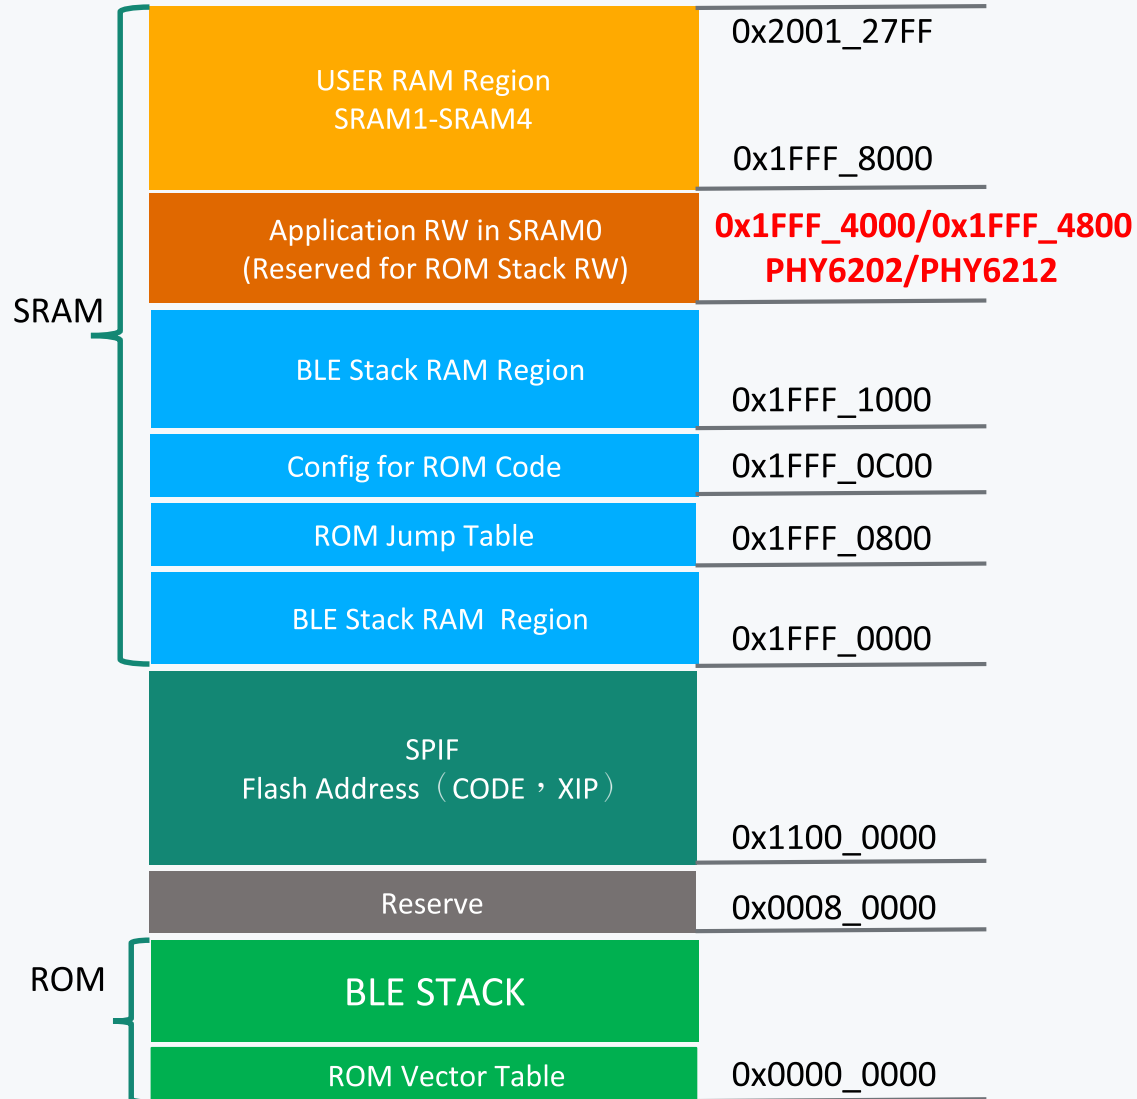 0x2001_27FF
USER RAM Region
SRAM1-SRAM4
0x1FFF_8000
Application RW in SRAM0
(Reserved for ROM Stack RW)
0x1FFF_4000/0x1FFF_4800
PHY6202/PHY6212
SRAM
BLE Stack RAM Region
0x1FFF_1000
Config for ROM Code
0x1FFF_0C00
ROM Jump Table
0x1FFF_0800
BLE Stack RAM  Region
0x1FFF_0000
SPIF
Flash Address（CODE，XIP）
0x1100_0000
Reserve
0x0008_0000
ROM
BLE STACK
ROM Vector Table
0x0000_0000